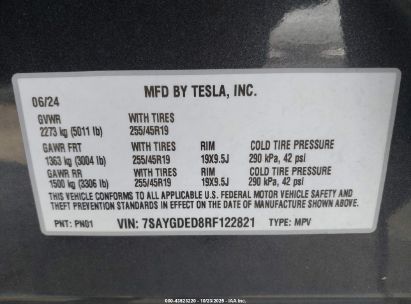 MFD BY TESLA, INC.
06/24
GVWR WITH TIRES
2273 kg (5011 lb) 255/45R19
GAWR FRT WITH TIRES RIM COLD TIRE PRESSURE
1363 kg (3004 lb) 255/45R19 19X9.5J 290 kPa, 42 psi
GAWR RR WITH TIRES RIM COLD TIRE PRESSURE
1500 kg (3306 lb) 255/45R19 19X9.5J 290 kPa, 42 psi
THIS VEHICLE CONFORMS TO ALL APPLICABLE U.S. FEDERAL MOTOR VEHICLE SAFETY AND
THEFT PREVENTION STANDARDS IN EFFECT ON THE DATE OF MANUFACTURE SHOWN ABOVE.
PNT: PN01 VIN: 7SAYGDED8RF122821 TYPE: MPV